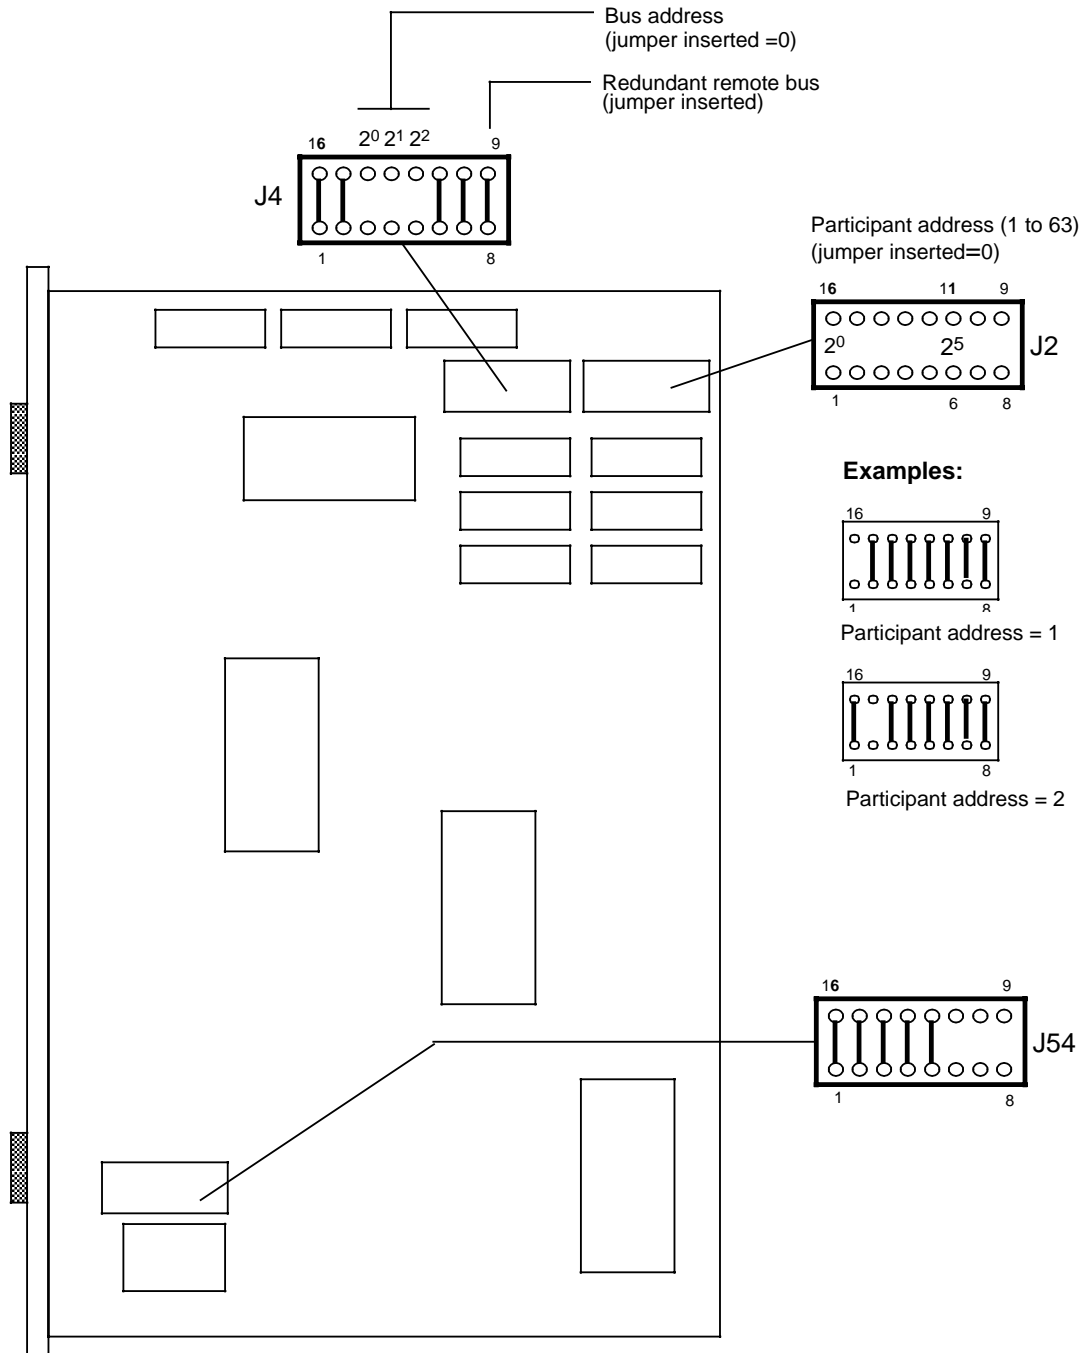 Bus address
(jumper inserted =0)
Redundant remote bus
(jumper inserted)
16 2⁰ 2¹ 2² 9
J4
1 8
Participant address (1 to 63)
(jumper inserted=0)
16 11 9
2⁰ 2⁵
J2
1 6 8
Examples:
16 9
1 8
Participant address = 1
16 9
1 8
Participant address = 2
16 9
J54
1 8